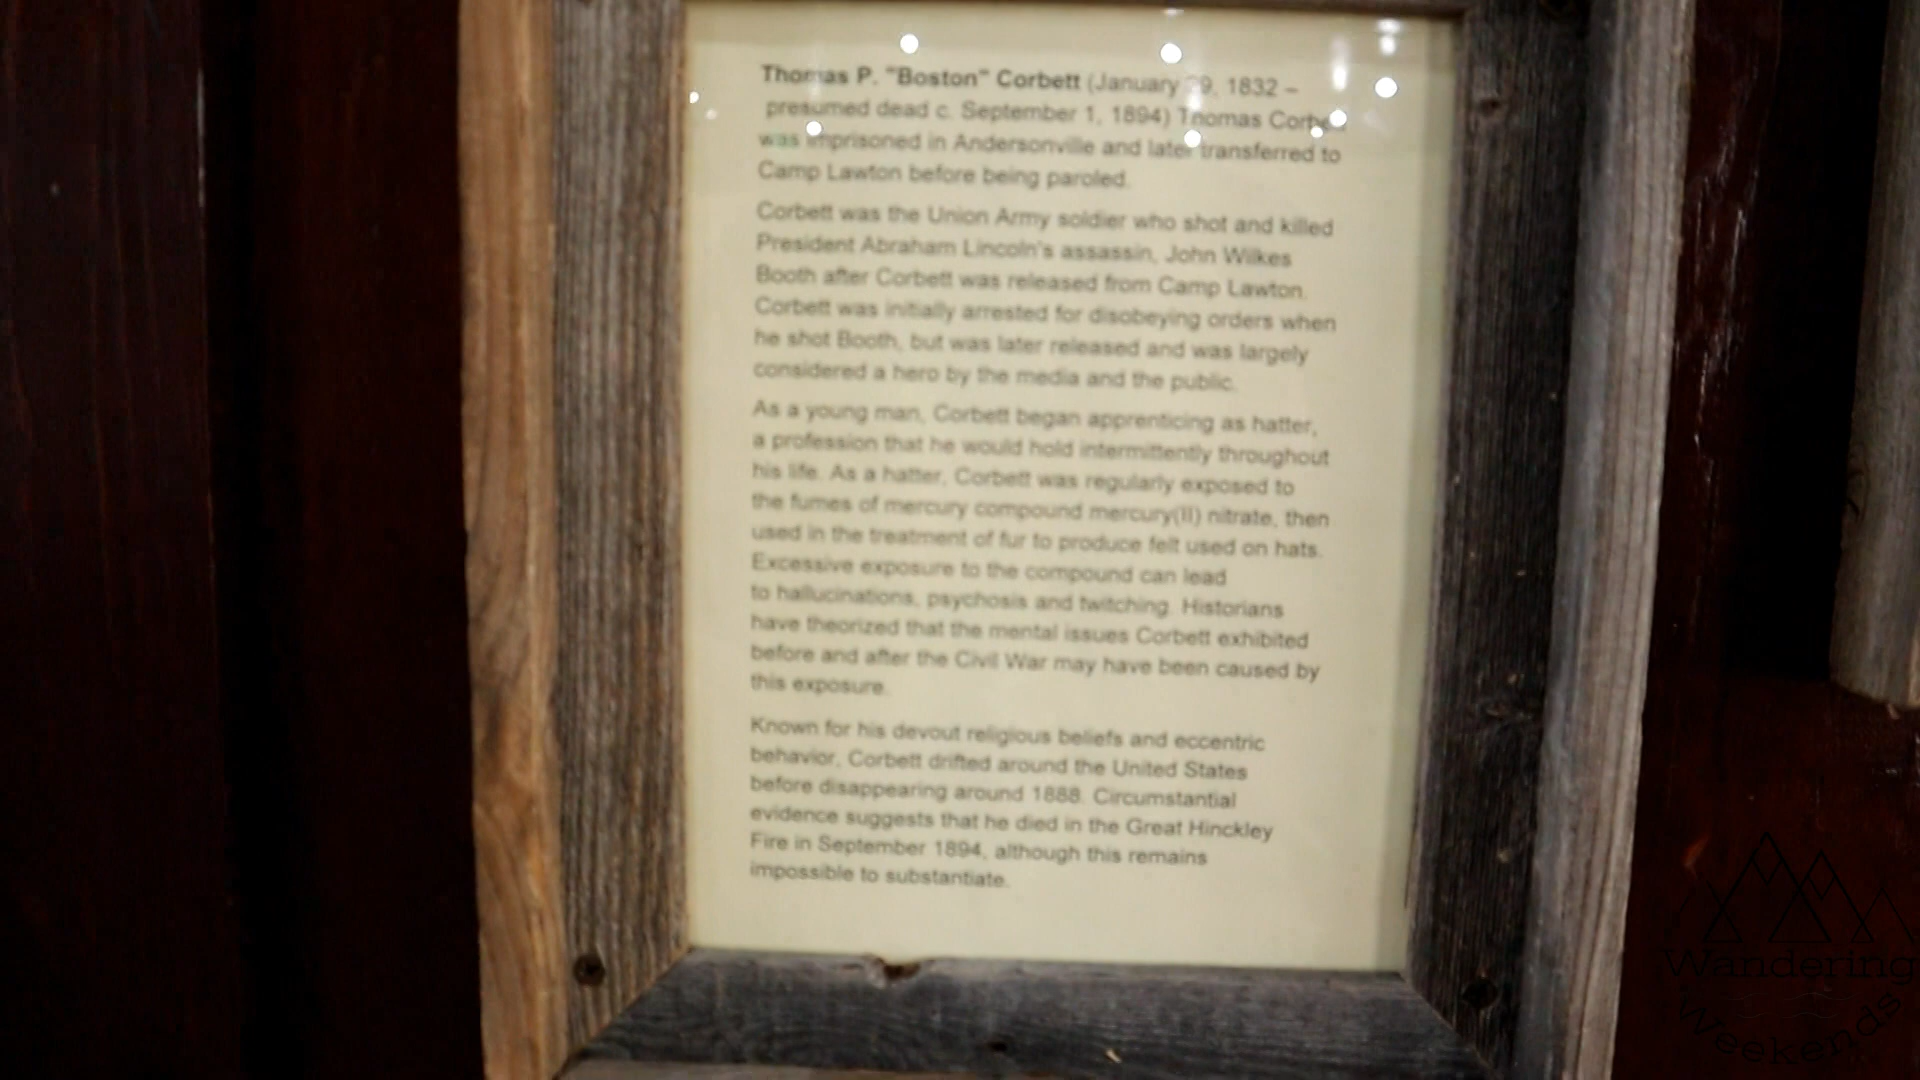 Thomas P. "Boston" Corbett (January 29, 1832 –
presumed dead c. September 1, 1894) Thomas Corbett
was imprisoned in Andersonville and later transferred to
Camp Lawton before being paroled.
Corbett was the Union Army soldier who shot and killed
President Abraham Lincoln's assassin, John Wilkes
Booth after Corbett was released from Camp Lawton.
Corbett was initially arrested for disobeying orders when
he shot Booth, but was later released and was largely
considered a hero by the media and the public.
As a young man, Corbett began apprenticing as hatter,
a profession that he would hold intermittently throughout
his life. As a hatter, Corbett was regularly exposed to
the fumes of mercury compound mercury(II) nitrate, then
used in the treatment of fur to produce felt used on hats.
Excessive exposure to the compound can lead
to hallucinations, psychosis and twitching. Historians
have theorized that the mental issues Corbett exhibited
before and after the Civil War may have been caused by
this exposure.
Known for his devout religious beliefs and eccentric
behavior, Corbett drifted around the United States
before disappearing around 1888. Circumstantial
evidence suggests that he died in the Great Hinckley
Fire in September 1894, although this remains
impossible to substantiate.
Wandering
Weekends